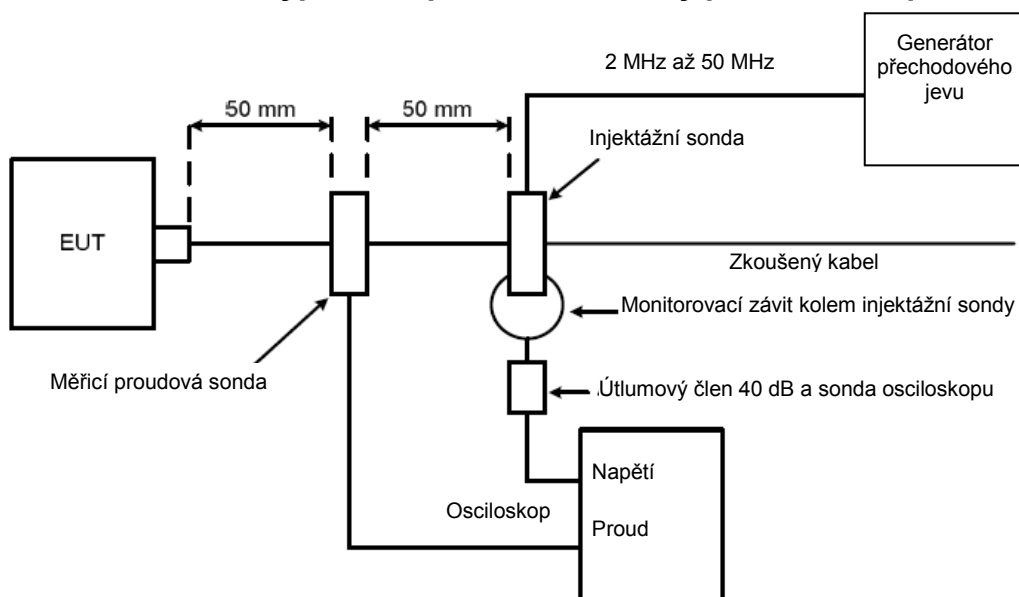 Generátor
přechodového
jevu
2 MHz až 50 MHz
50 mm
50 mm
Injektážní sonda
EUT
Zkoušený kabel
Monitorovací závit kolem injektážní sondy
Měřicí proudová sonda
Útlumový člen 40 dB a sonda osciloskopu
Napětí
Osciloskop
Proud